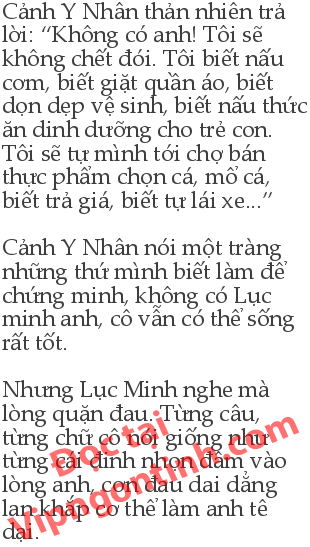 Cảnh Y Nhân thản nhiên trả
lời: “Không có anh! Tôi sẽ
không chết đói. Tôi biết nấu
cơm, biết giặt quần áo, biết
dọn dẹp vệ sinh, biết nấu thức
ăn dinh dưỡng cho trẻ con.
Tôi sẽ tự mình tới chợ bán
thực phẩm chọn cá, mổ cá,
biết trả giá, biết tự lái xe...”
Cảnh Y Nhân nói một tràng
những thứ mình biết làm để
chứng minh, không có Lục
minh anh, cô vẫn có thể sống
rất tốt.
Nhưng Lục Minh nghe mà
lòng quặn đau. Từng câu,
từng chữ cô nói giống như
từng cái đinh nhọn đâm vào
lòng anh, cơn đau dai dẳng
lan khắp cơ thể làm anh tê
dại.
Đọc tại
Vipngontinh.com